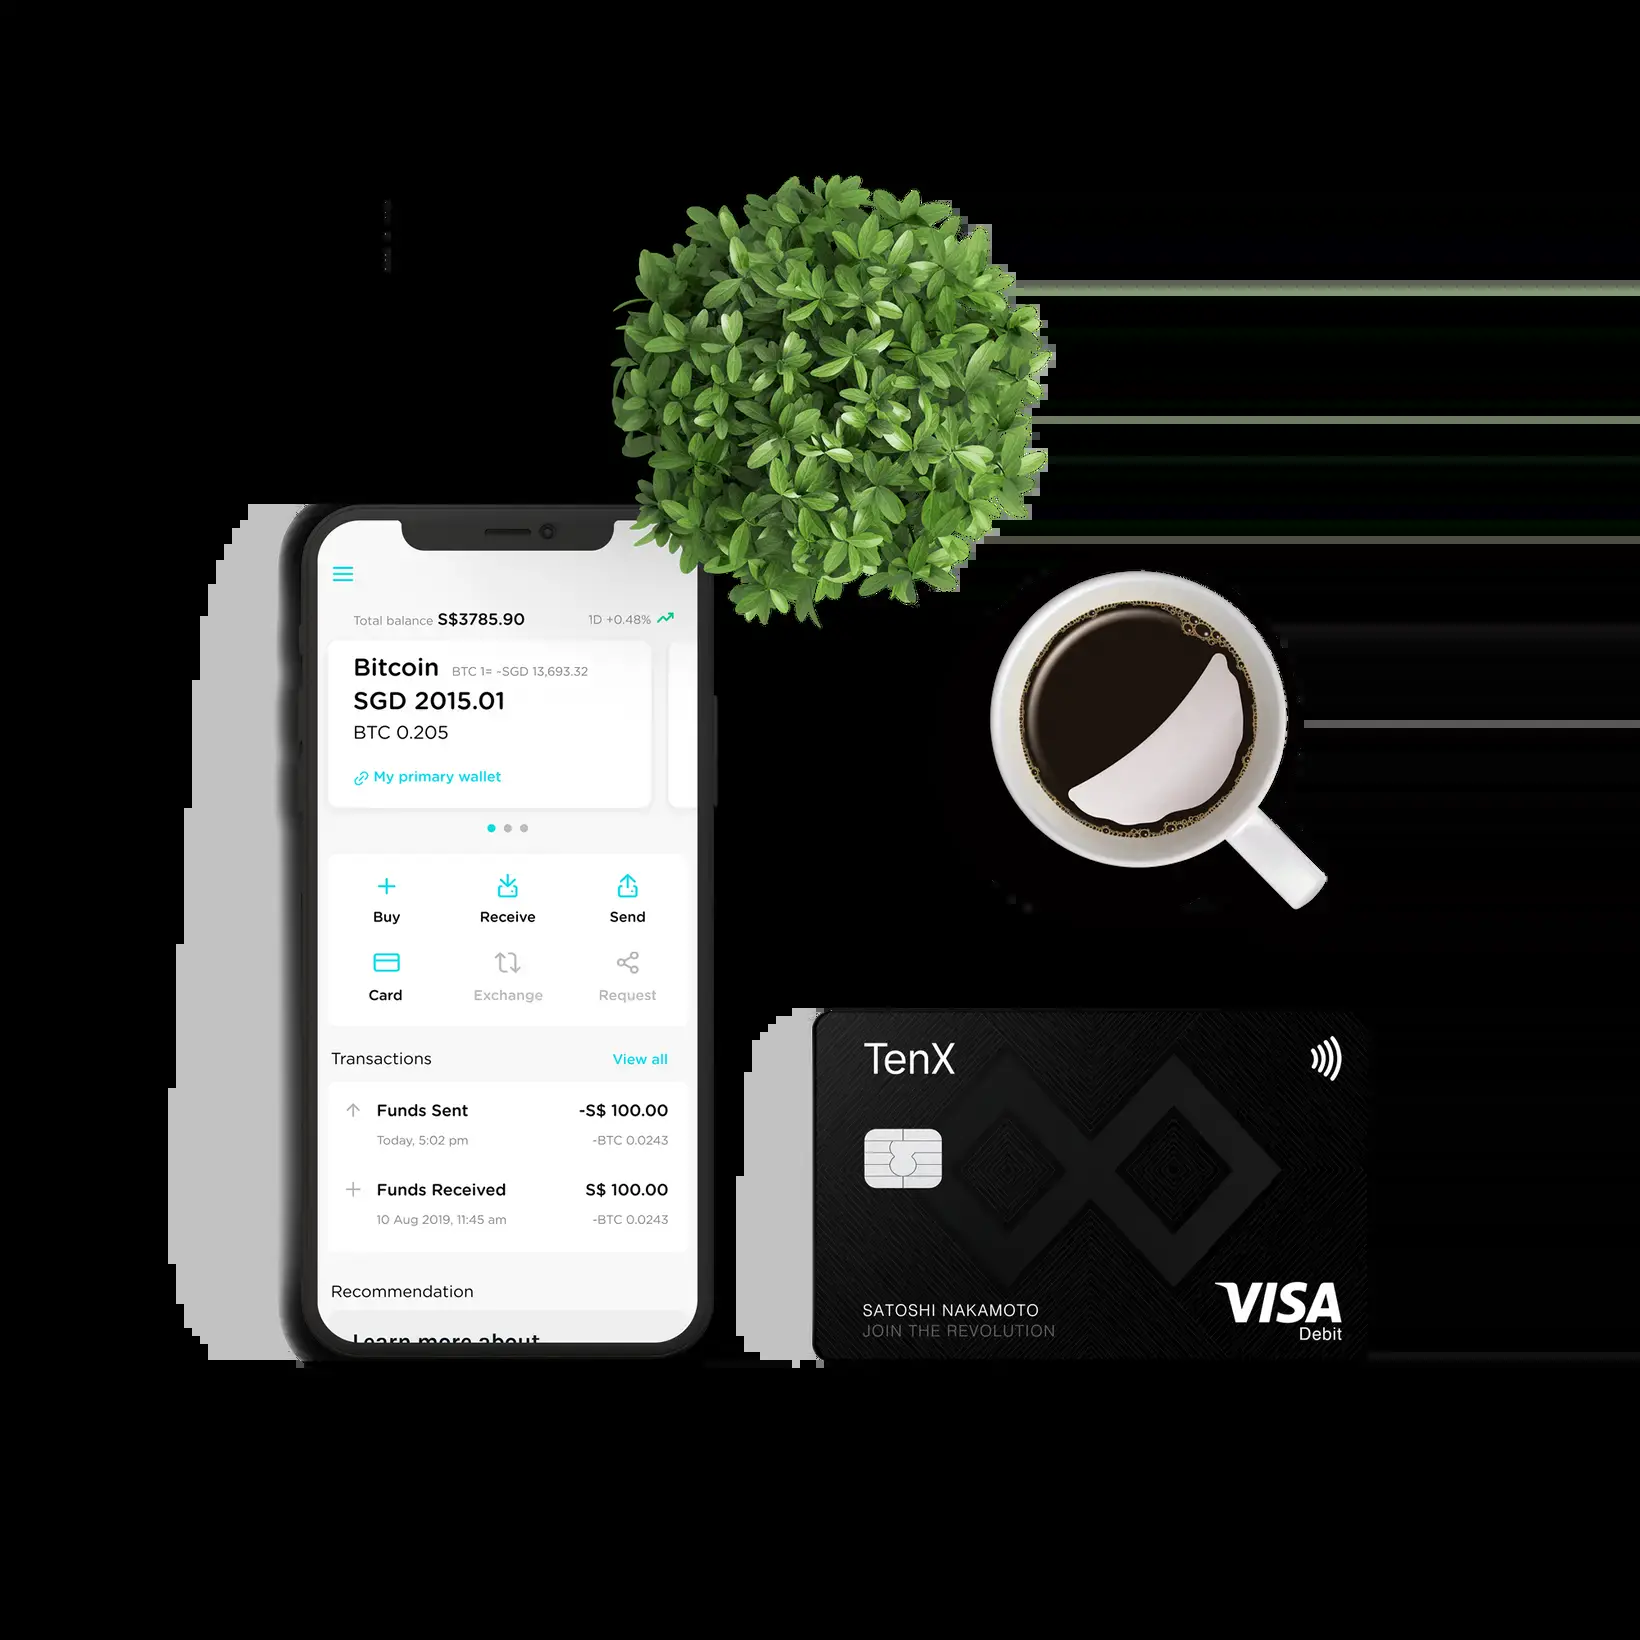 Total balance S$3785.90 1D +0.48%
Bitcoin BTC 1= ~SGD 13,693.32
SGD 2015.01
BTC 0.205
My primary wallet
Buy Receive Send
Card Exchange Request
Transactions View all
Funds Sent -S$ 100.00
Today, 5:02 pm -BTC 0.0243
Funds Received S$ 100.00
10 Aug 2019, 11:45 am -BTC 0.0243
Recommendation
Learn more about
TenX
SATOSHI NAKAMOTO
JOIN THE REVOLUTION
VISA
Debit